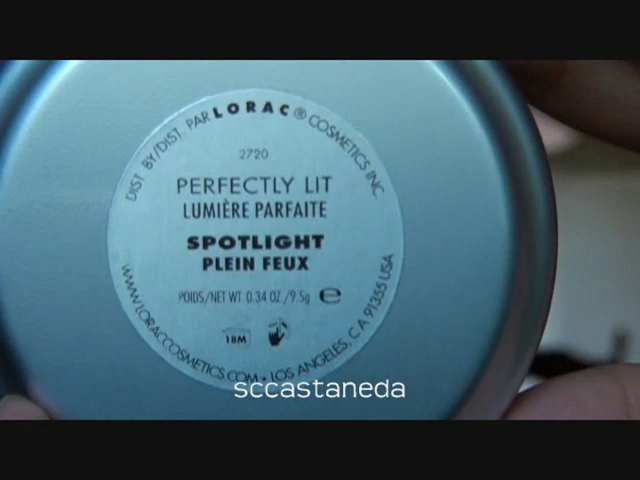 DIST BY/DIST. PAR LORAC® COSMETICS INC.
2720
PERFECTLY LIT
LUMIÈRE PARFAITE
SPOTLIGHT
PLEIN FEUX
POIDS/NET WT 0.34 OZ./9.5g e
18M
WWW.LORACCOSMETICS.COM • LOS ANGELES, CA 91355 USA
sccastaneda